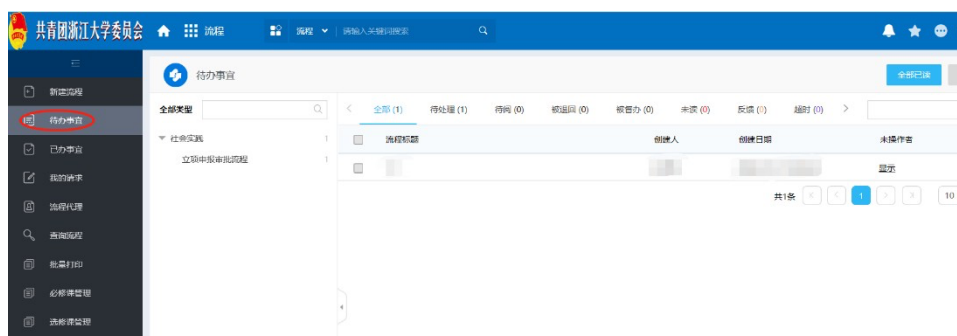 共青团浙江大学委员会 流程 流程 请输入关键词搜索
待办事宜 全部已读
新建流程
待办事宜
已办事宜
我的请求
流程代理
查询流程
批量打印
必修课管理
选修课管理
全部类型
社会实践 1
立项申报审批流程 1
全部 (1) 待处理 (1) 待阅 (0) 被退回 (0) 被督办 (0) 未读 (0) 反馈 (0) 超时 (0)
流程标题 创建人 创建日期 未操作者
显示
共1条 1 10